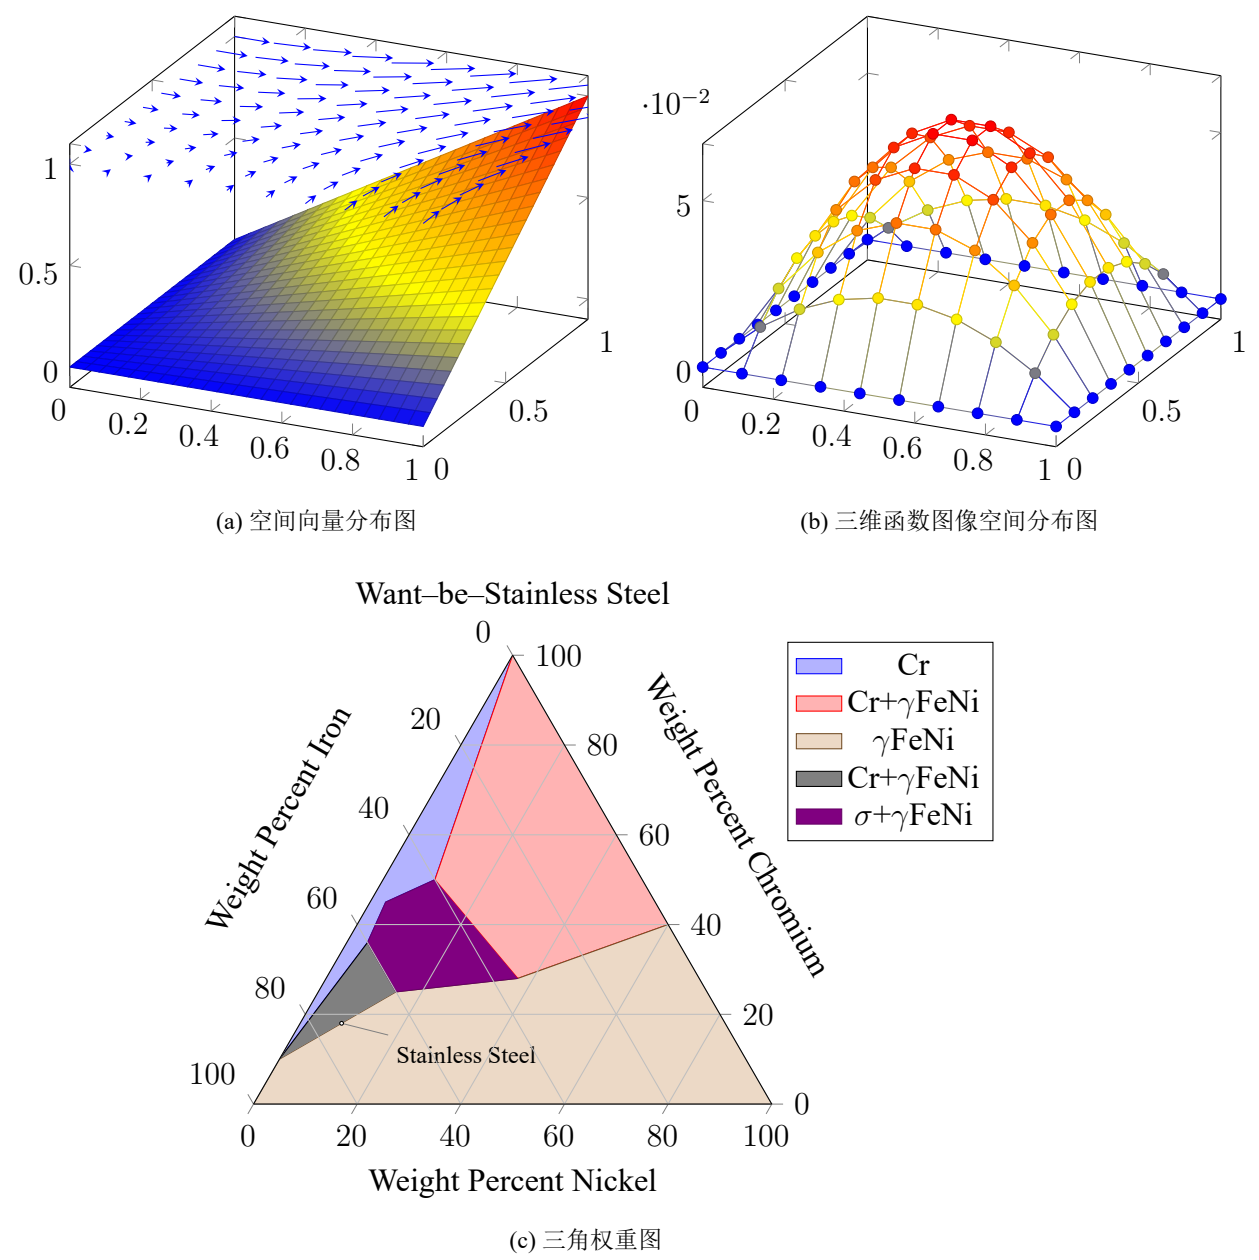 1
0.5
0
0
0.2
0.4
0.6
0.8
1
0
0.5
1
(a) 空间向量分布图
·10⁻²
5
0
0
0.2
0.4
0.6
0.8
1
0
0.5
1
(b) 三维函数图像空间分布图
Want–be–Stainless Steel
0
20
40
60
80
100
Weight Percent Iron
100
80
60
40
20
0
Weight Percent Chromium
Cr
Cr+γFeNi
γFeNi
Cr+γFeNi
σ+γFeNi
Stainless Steel
0 20 40 60 80 100
Weight Percent Nickel
(c) 三角权重图